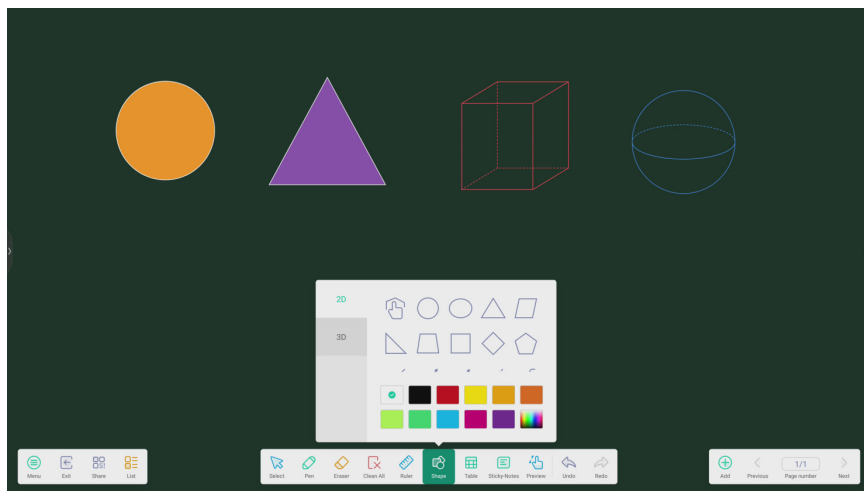 2D
3D
Menu
Exit
Share
List
Select
Pen
Eraser
Clean All
Ruler
Shape
Table
Sticky-Notes
Preview
Undo
Redo
Add
Previous
1/1
Page number
Next